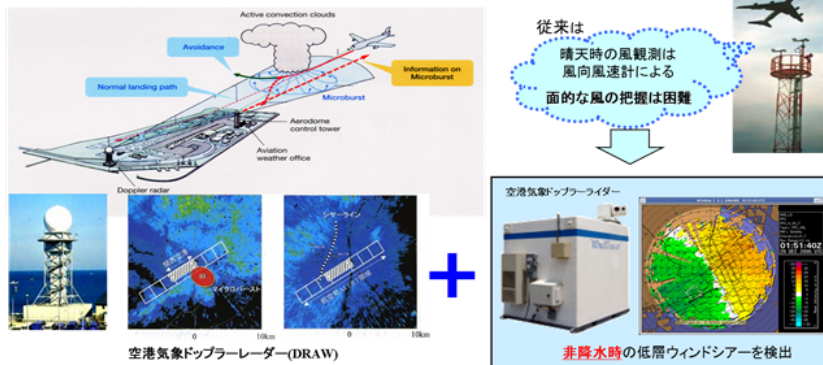 Active convection clouds
Avoidance
Information on
Microburst
Normal landing path
Microburst
Aerodome
control tower
Aviation
weather office
Doppler radar
マイクロバースト
0
10km
シヤーライン
0
10km
空港気象ドップラーレーダー(DRAW)
従来は
晴天時の風観測は
風向風速計による
面的な風の把握は困難
空港気象ドップラーライダー
01:51:40Z
非降水時の低層ウィンドシアーを検出